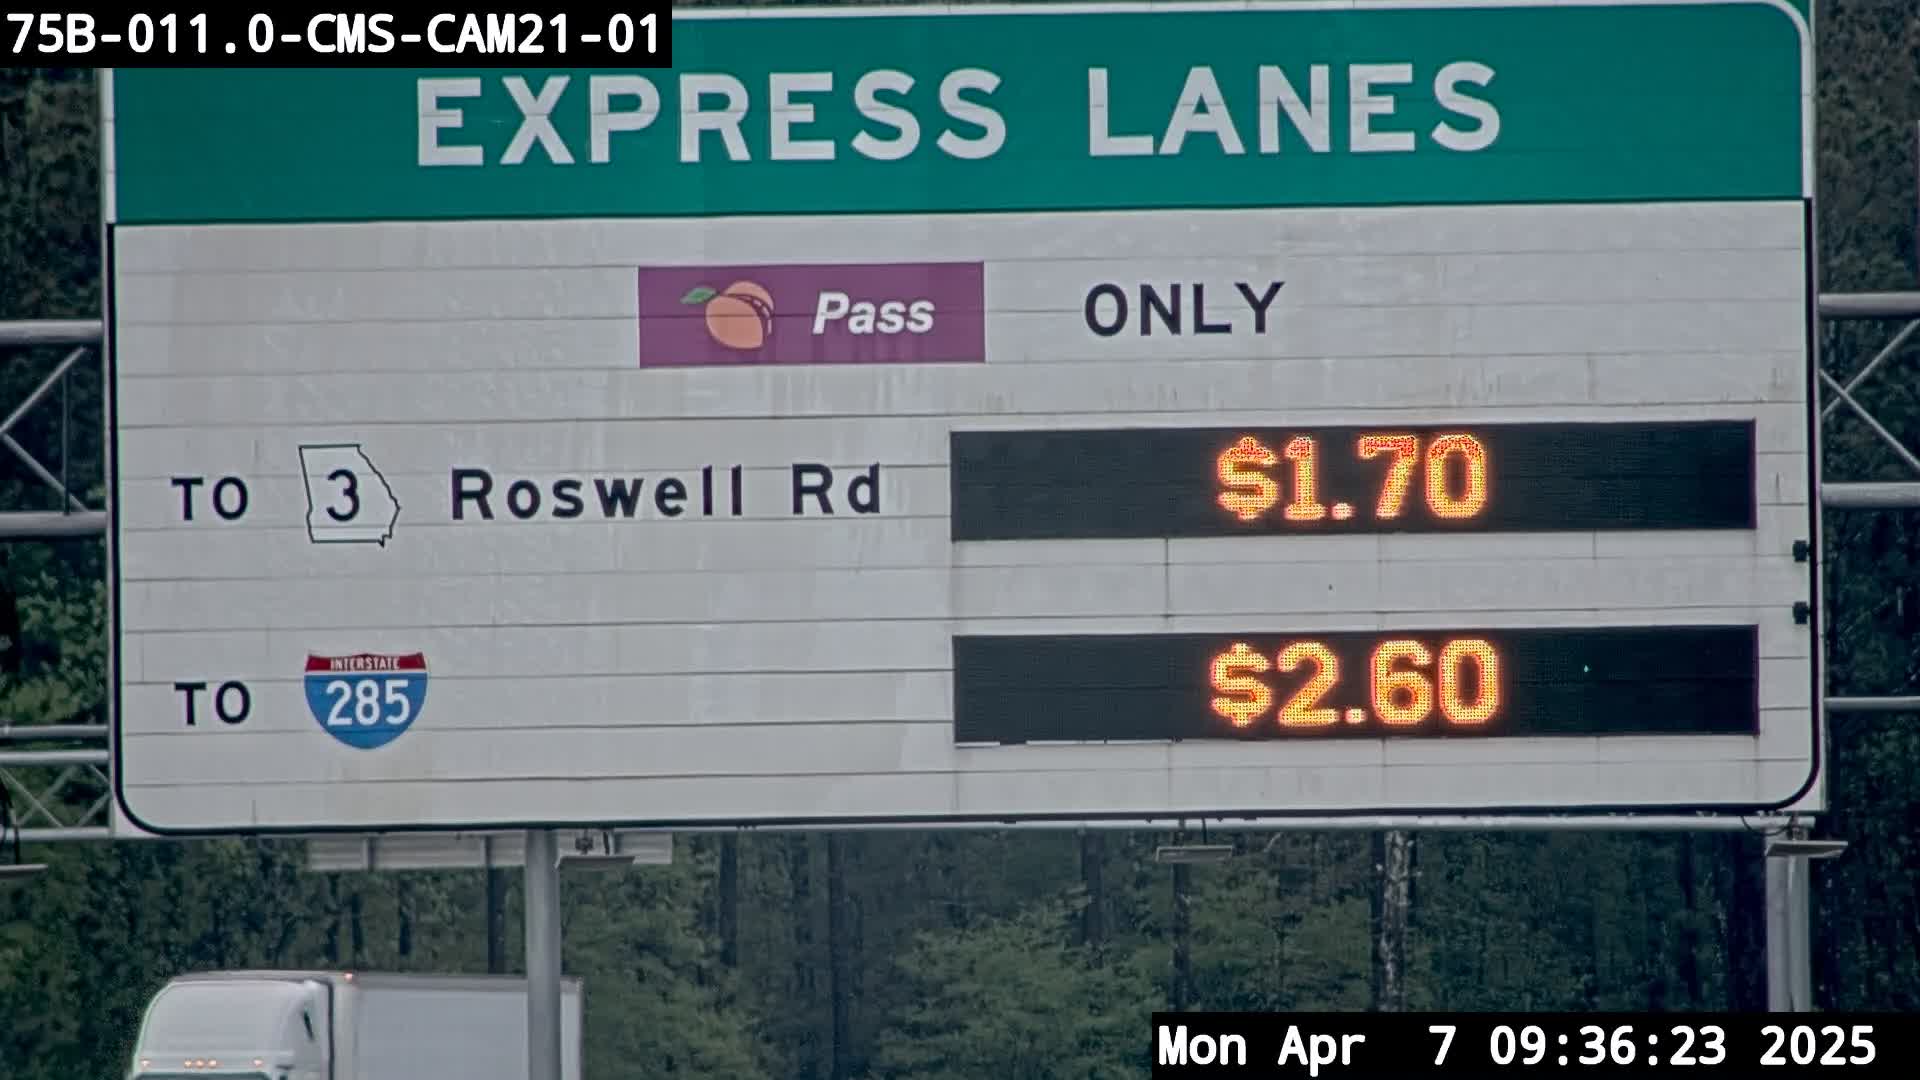 75B-011.0-CMS-CAM21-01
EXPRESS LANES
Pass ONLY
TO 3 Roswell Rd $1.70
TO INTERSTATE 285 $2.60
Mon Apr 7 09:36:23 2025